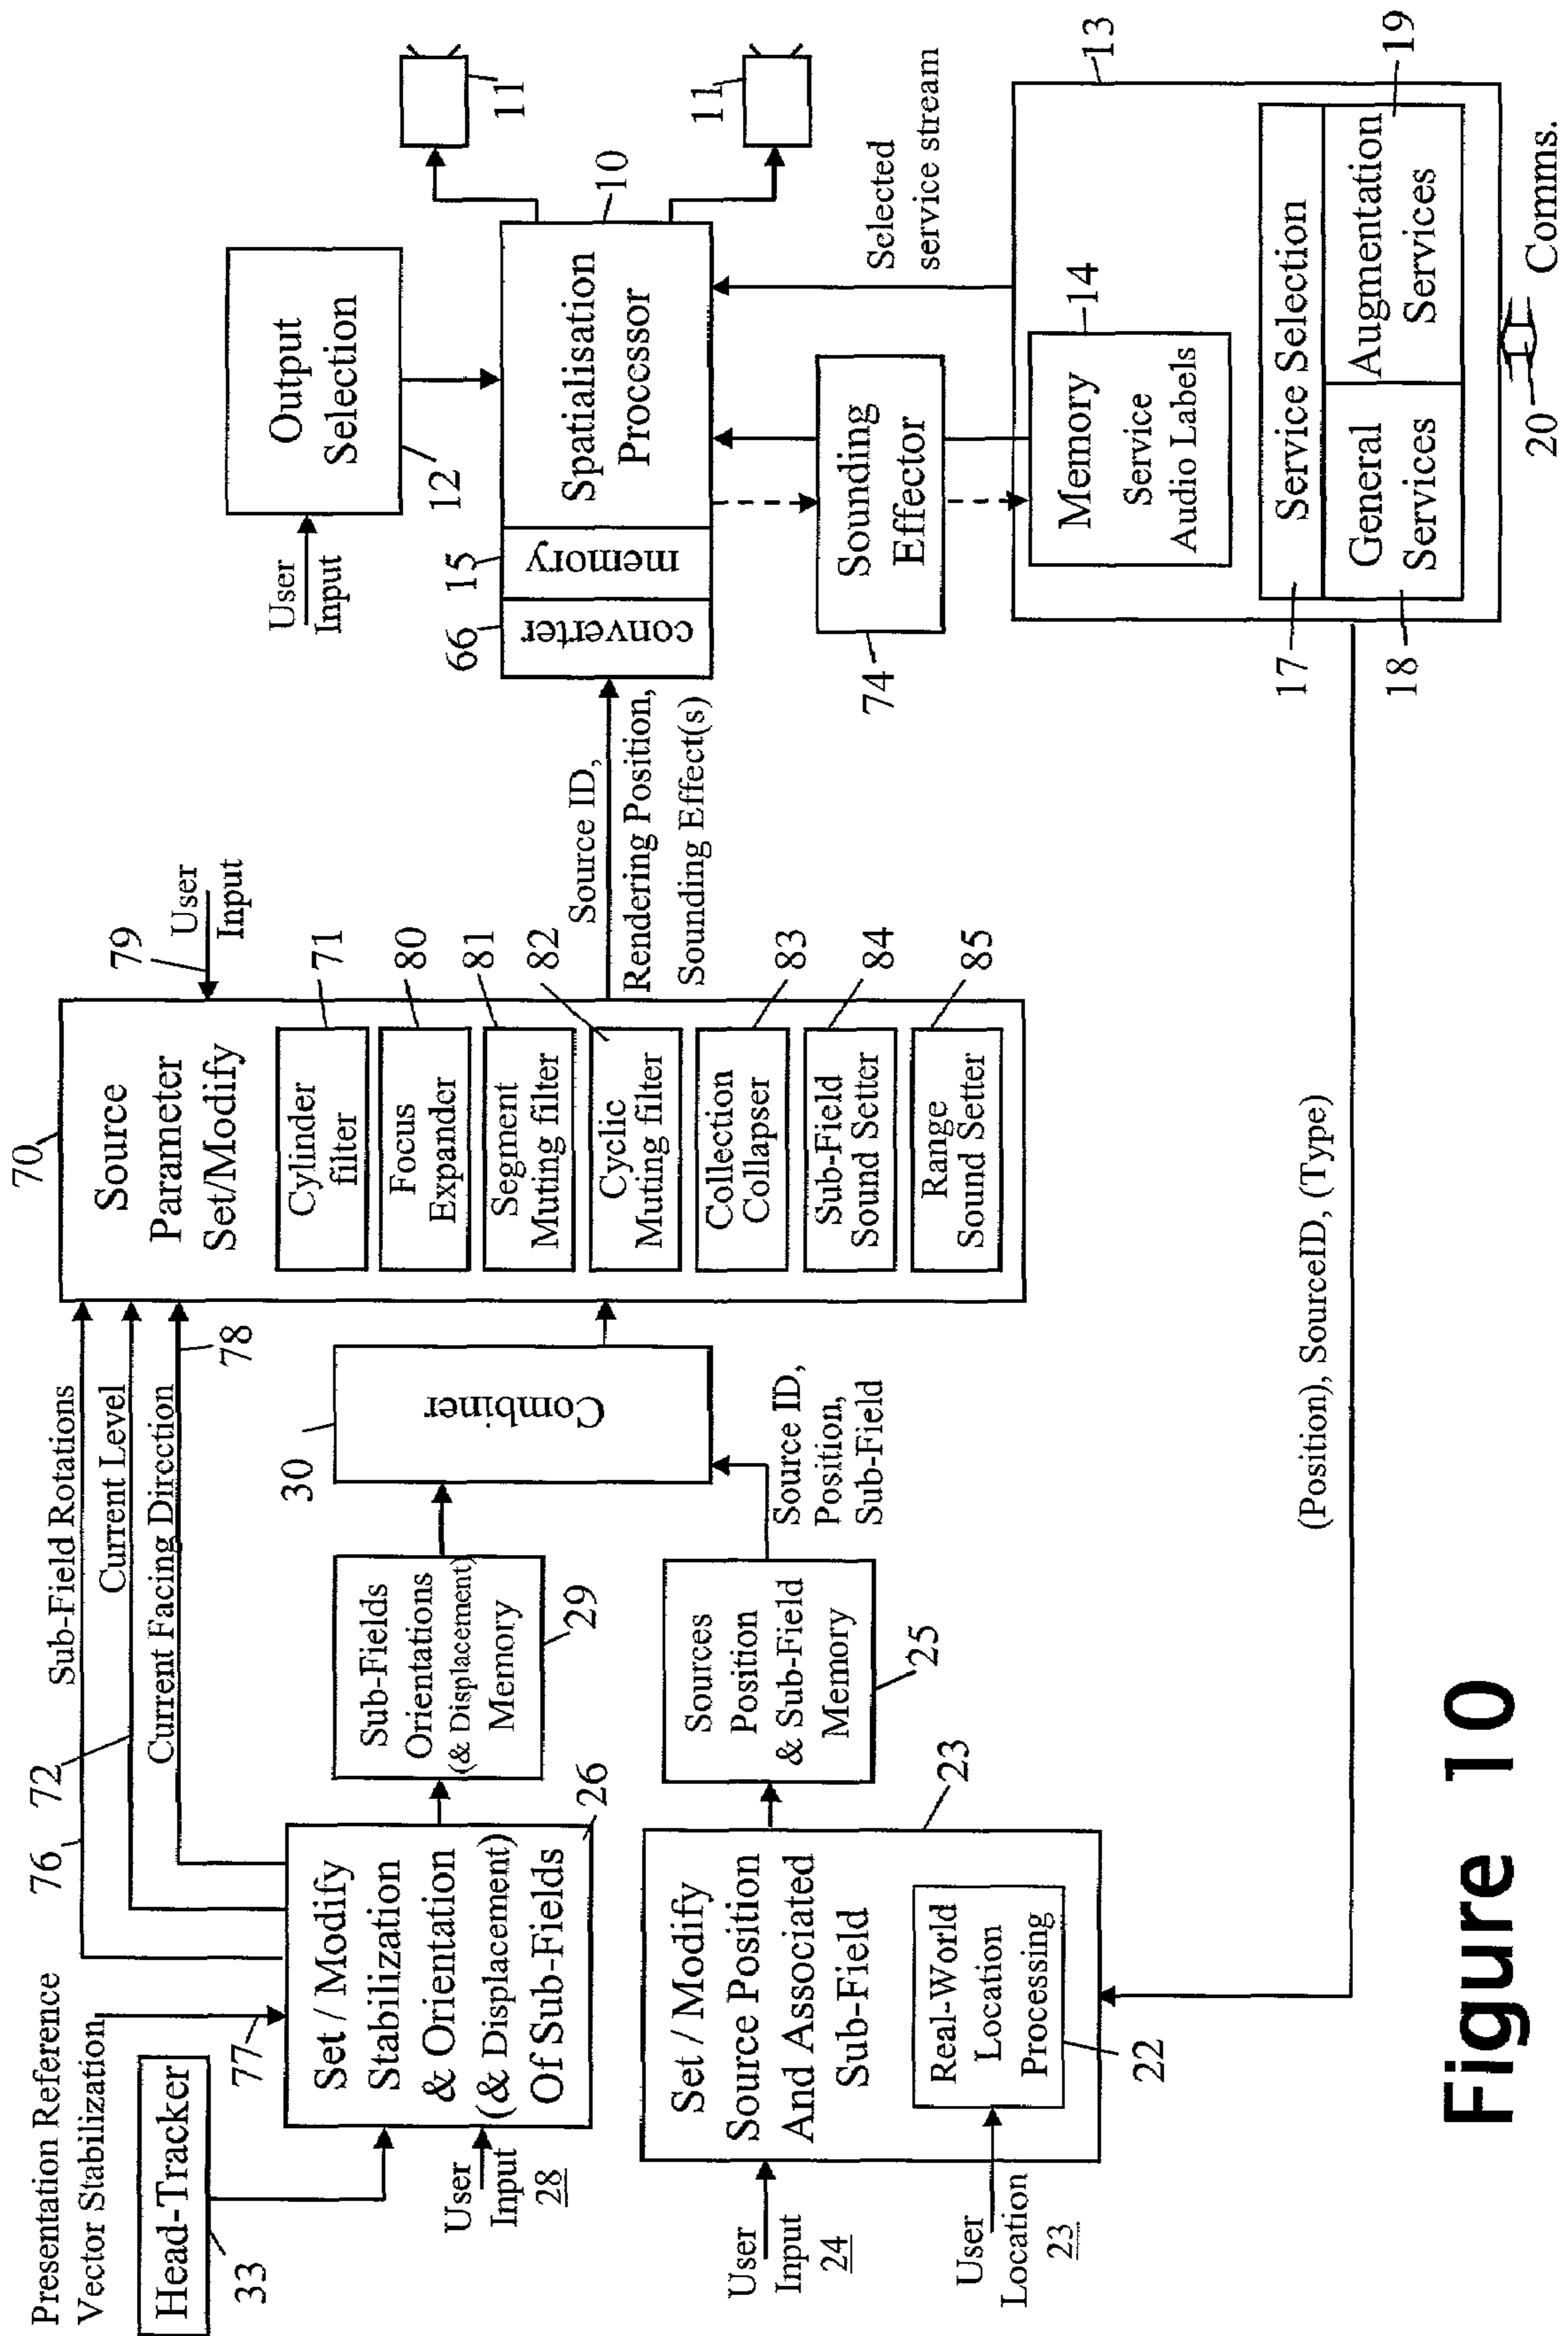 Presentation Reference
Vector Stabilization
Head-Tracker
33
77
76
72
Sub-Field Rotations
Current Level
Current Facing Dircction
78
User
Input
28
Set / Modify
Stabilization
& Orientation
(& Displacement)
Of Sub-Fields
26
Sub-Fields
Orientations
(& Displacement)
Memory
29
User
Input
24
User
Location
23
Set / Modify
Source Position
And Associated
Sub-Field
Real-World
Location
Processing
22
23
Sources
Position
& Sub-Field
Memory
25
Source ID,
Position,
Sub-Field
30
Combiner
70
Source
Parameter
Set/Modify
79
User
Input
Cylinder
filter
71
Focus
Expander
80
Segment
Muting filter
81
Cyclic
Muting filter
82
Collection
Collapser
83
Sub-Field
Sound Setter
84
Range
Sound Setter
85
Source ID,
Rendering Position,
Sounding Effect(s)
User
Input
Output
Selection
12
66
converter
15
memory
Spatialisation
Processor
10
11
11
Sounding
Effector
74
Selected
service stream
13
Memory
Service
Audio Labels
14
Service Selection
17
General
Services
18
Augmentation
Services
19
20
Comms.
(Position), SourceID, (Type)
Figure 10